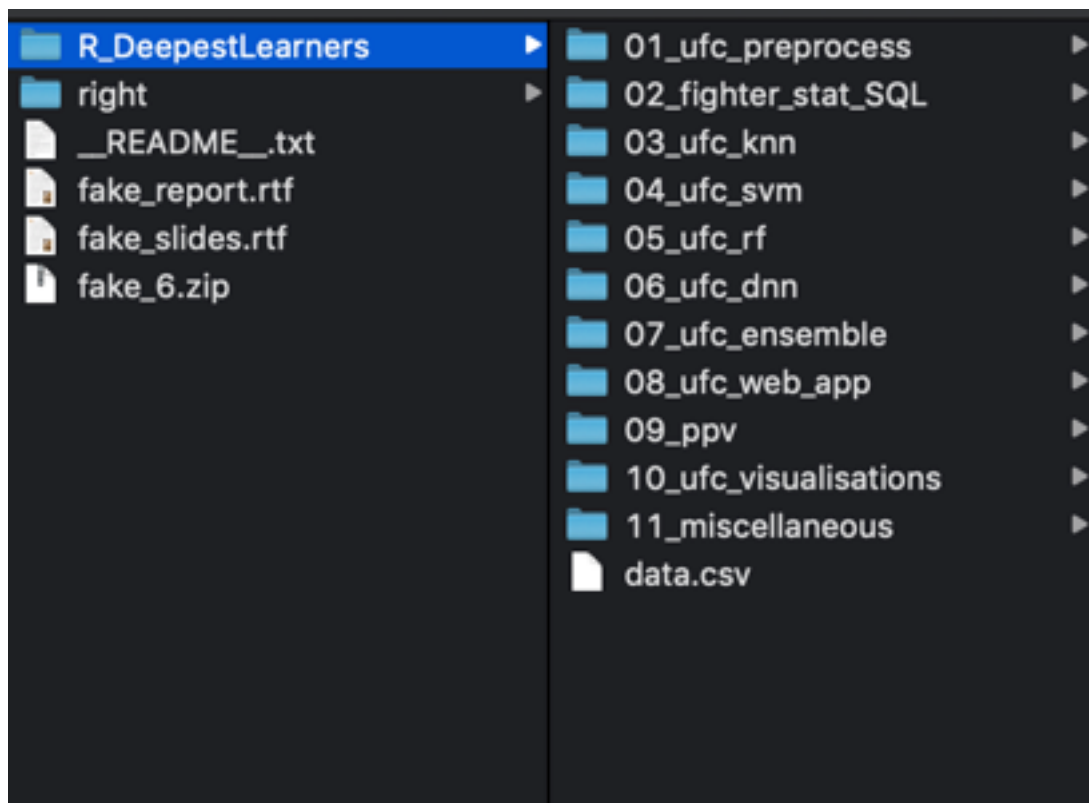 R_DeepestLearners
right
__README__.txt
fake_report.rtf
fake_slides.rtf
fake_6.zip
01_ufc_preprocess
02_fighter_stat_SQL
03_ufc_knn
04_ufc_svm
05_ufc_rf
06_ufc_dnn
07_ufc_ensemble
08_ufc_web_app
09_ppv
10_ufc_visualisations
11_miscellaneous
data.csv